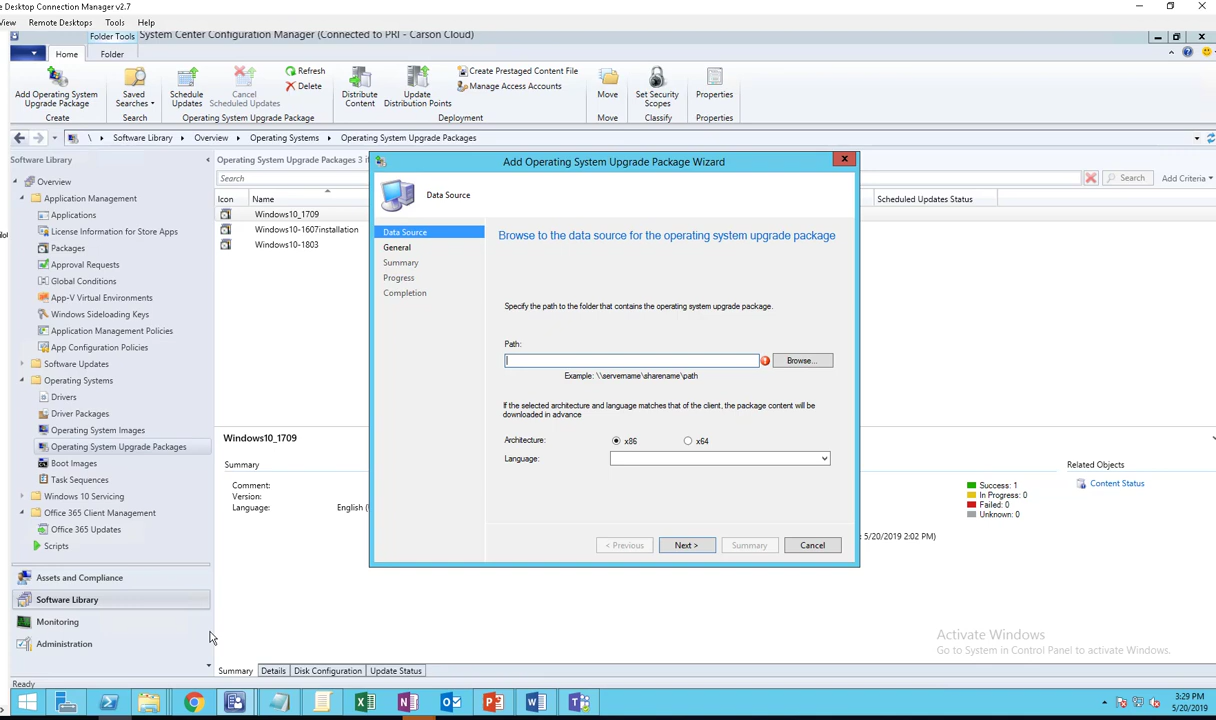 e Desktop Connection Manager v2.7
View Remote Desktops Tools Help
Folder Tools System Center Configuration Manager (Connected to PRI - Carson Cloud)
Home Folder
Add Operating System Upgrade Package
Saved Searches
Schedule Updates
Cancel Scheduled Updates
Refresh
Delete
Distribute Content
Update Distribution Points
Create Prestaged Content File
Manage Access Accounts
Move
Set Security Scopes
Properties
Create Search Operating System Upgrade Package Deployment Move Classify Properties
\ Software Library Overview Operating Systems Operating System Upgrade Packages
Software Library
Overview
Application Management
Applications
License Information for Store Apps
Packages
Approval Requests
Global Conditions
App-V Virtual Environments
Windows Sideloading Keys
Application Management Policies
App Configuration Policies
Software Updates
Operating Systems
Drivers
Driver Packages
Operating System Images
Operating System Upgrade Packages
Boot Images
Task Sequences
Windows 10 Servicing
Office 365 Client Management
Office 365 Updates
Scripts
Assets and Compliance
Software Library
Monitoring
Administration
Ready
Operating System Upgrade Packages 3 i
Search
Search Add Criteria
Icon Name Scheduled Updates Status
Windows10_1709
Windows10-1607installation
Windows10-1803
Add Operating System Upgrade Package Wizard
Data Source
Data Source
General
Summary
Progress
Completion
Browse to the data source for the operating system upgrade package
Specify the path to the folder that contains the operating system upgrade package.
Path:
Browse...
Example: \\servername\sharename\path
If the selected architecture and language matches that of the client, the package content will be
downloaded in advance
Architecture: x86 x64
Language:
< Previous Next > Summary Cancel
Windows10_1709
Summary
Comment:
Version:
Language: English (
Success: 1
In Progress: 0
Failed: 0
Unknown: 0
5/20/2019 2:02 PM)
Related Objects
Content Status
Activate Windows
Go to System in Control Panel to activate Windows.
Summary Details Disk Configuration Update Status
3:29 PM
5/20/2019